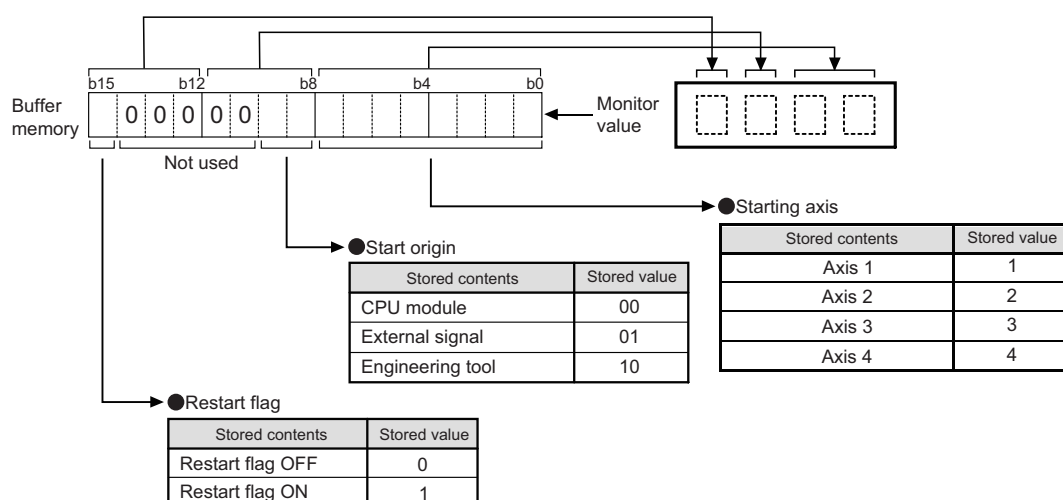 b15 b12 b8 b4 b0
Buffer memory
0 0 0 0 0
Monitor value
Not used
●Starting axis
Stored contents Stored value
Axis 1 1
Axis 2 2
Axis 3 3
Axis 4 4
●Start origin
Stored contents Stored value
CPU module 00
External signal 01
Engineering tool 10
●Restart flag
Stored contents Stored value
Restart flag OFF 0
Restart flag ON 1